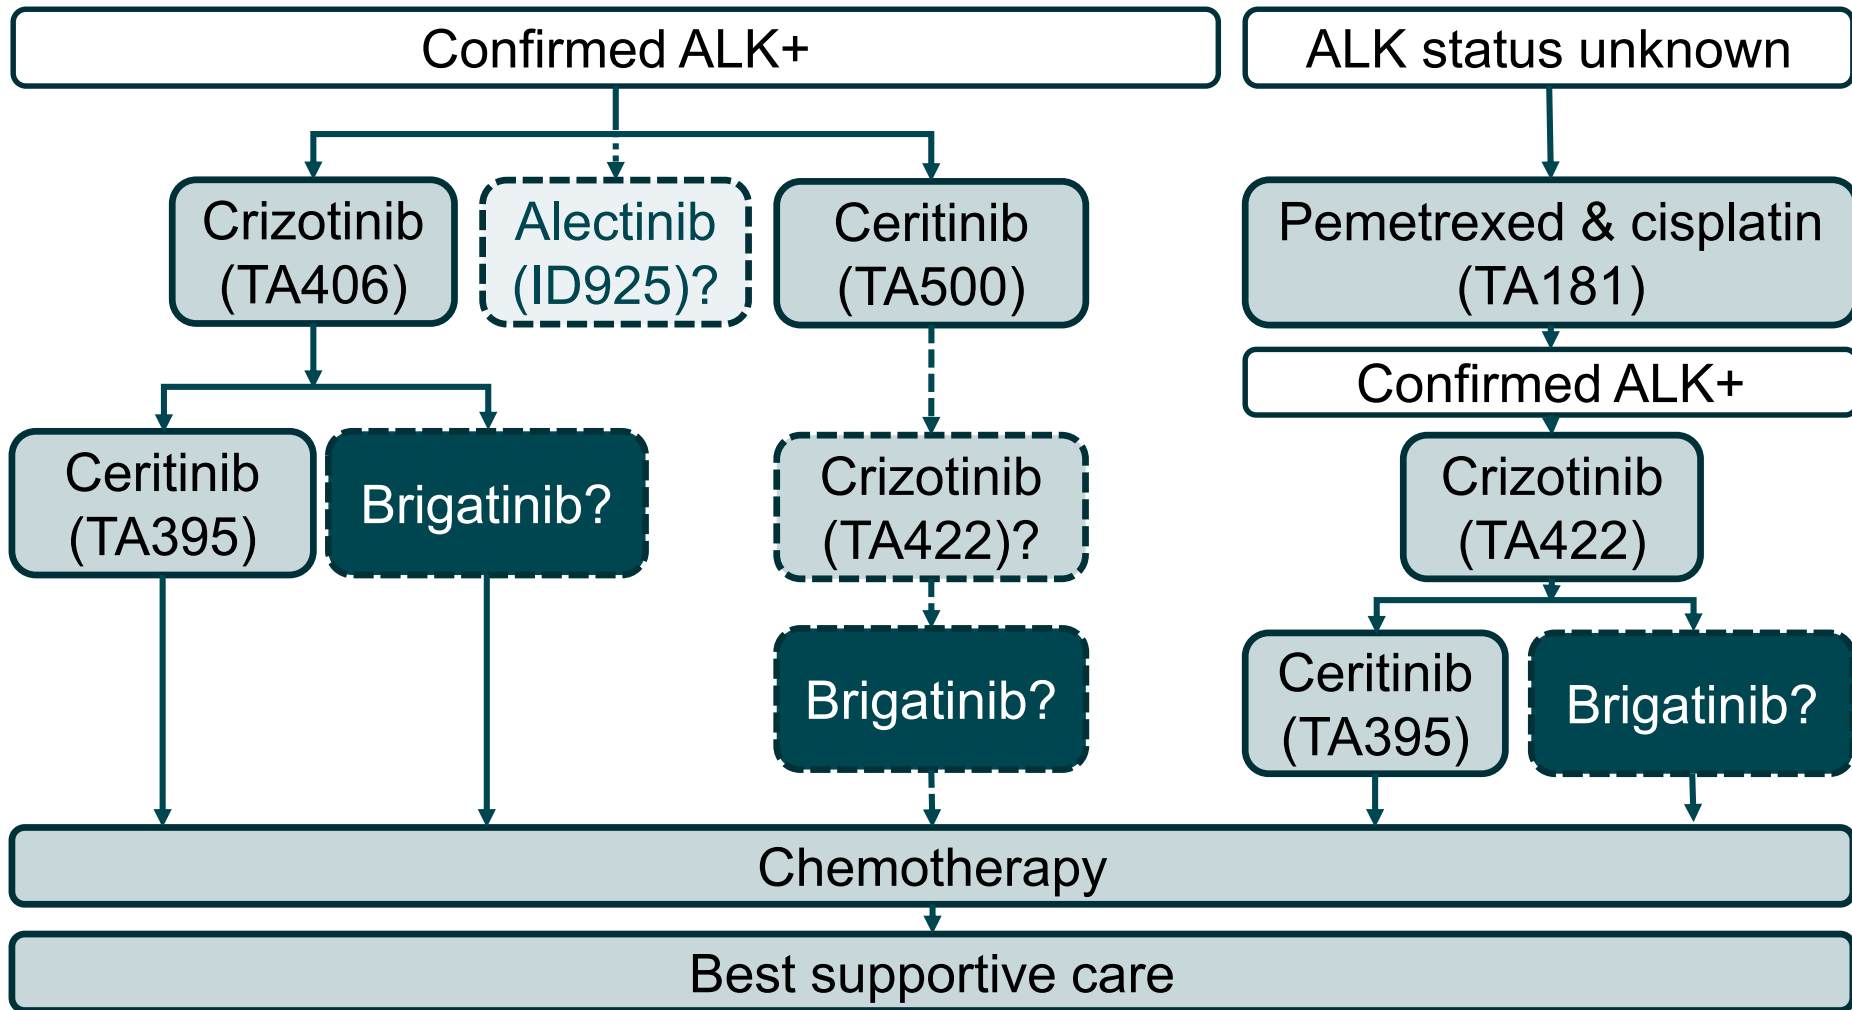 Confirmed ALK+
ALK status unknown
Crizotinib
(TA406)
Alectinib
(ID925)?
Ceritinib
(TA500)
Pemetrexed & cisplatin
(TA181)
Confirmed ALK+
Ceritinib
(TA395)
Brigatinib?
Crizotinib
(TA422)?
Crizotinib
(TA422)
Brigatinib?
Ceritinib
(TA395)
Brigatinib?
Chemotherapy
Best supportive care